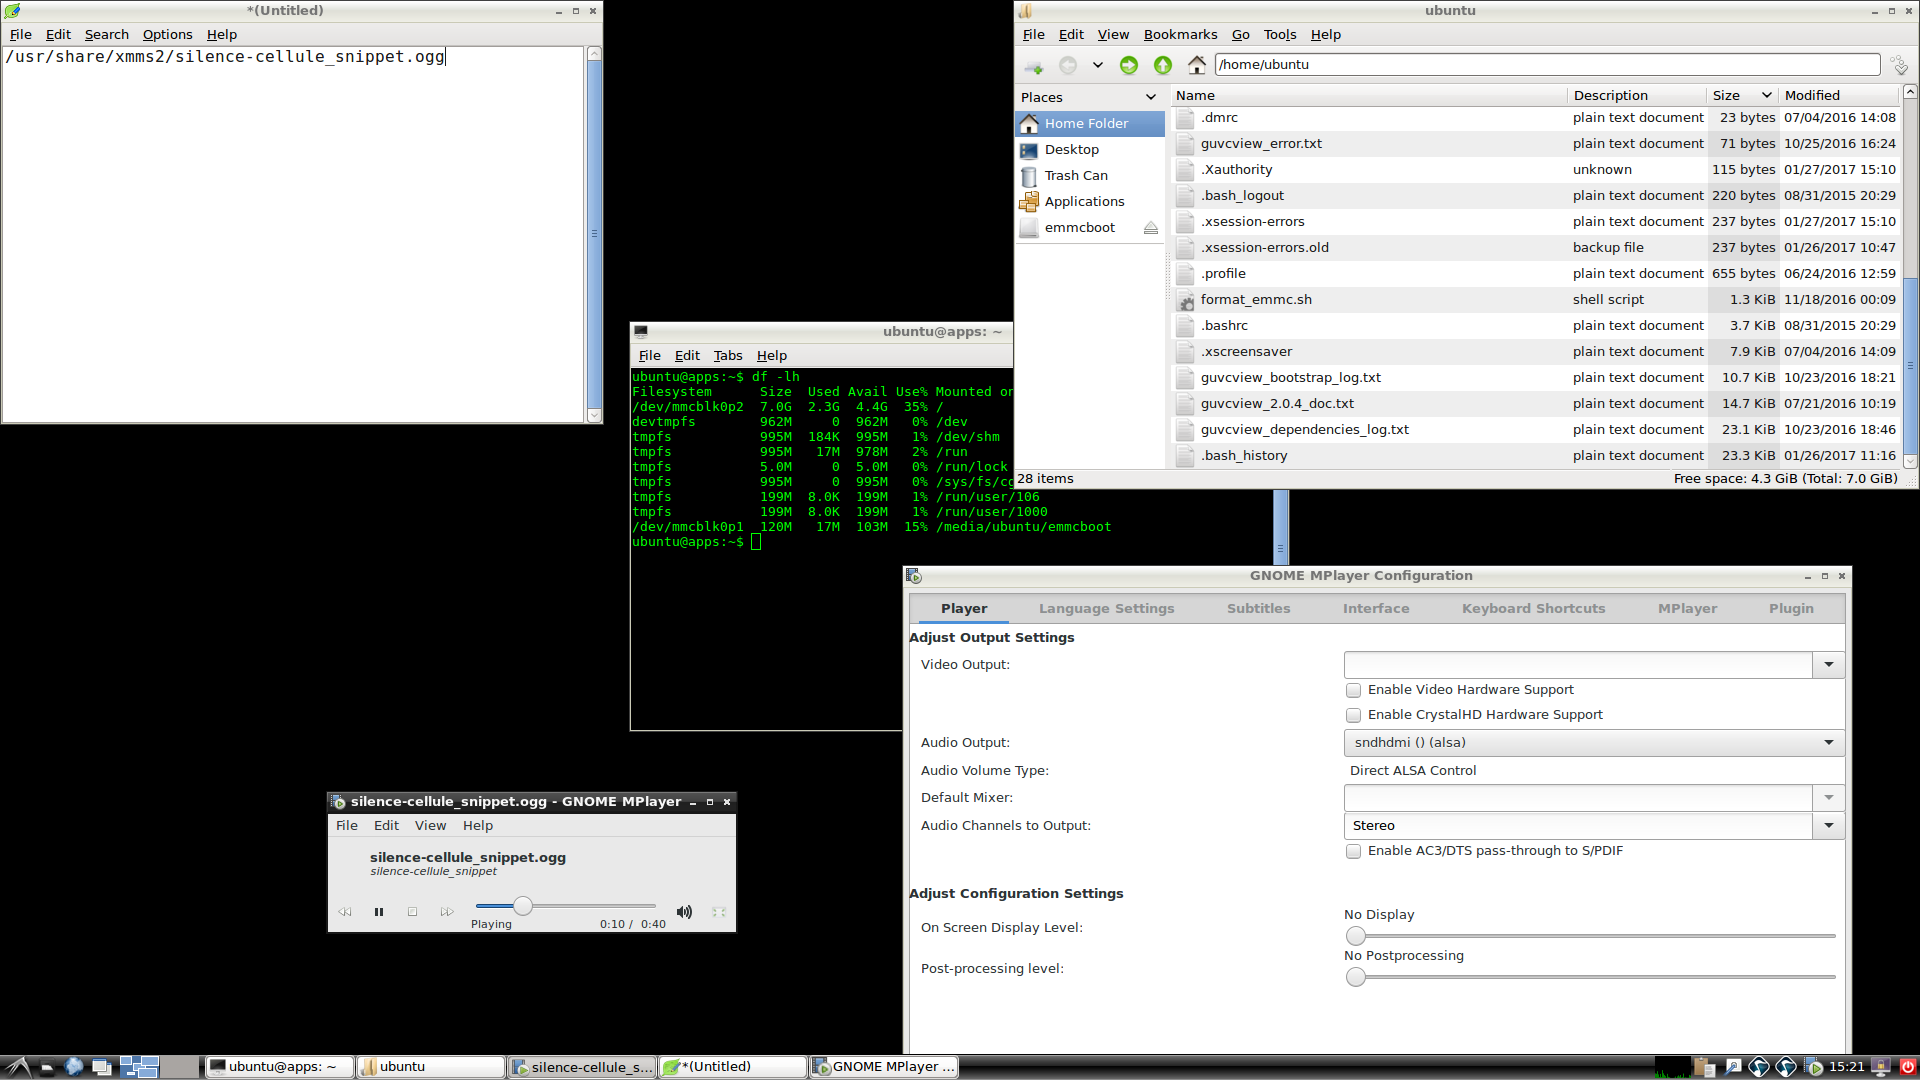 *(Untitled)
File Edit Search Options Help
/usr/share/xmms2/silence-cellule_snippet.ogg
ubuntu
File Edit View Bookmarks Go Tools Help
/home/ubuntu
Places
Home Folder
Desktop
Trash Can
Applications
emmcboot
Name Description Size Modified
.dmrc plain text document 23 bytes 07/04/2016 14:08
guvcview_error.txt plain text document 71 bytes 10/25/2016 16:24
.Xauthority unknown 115 bytes 01/27/2017 15:10
.bash_logout plain text document 220 bytes 08/31/2015 20:29
.xsession-errors plain text document 237 bytes 01/27/2017 15:10
.xsession-errors.old backup file 237 bytes 01/26/2017 10:47
.profile plain text document 655 bytes 06/24/2016 12:59
format_emmc.sh shell script 1.3 KiB 11/18/2016 00:09
.bashrc plain text document 3.7 KiB 08/31/2015 20:29
.xscreensaver plain text document 7.9 KiB 07/04/2016 14:09
guvcview_bootstrap_log.txt plain text document 10.7 KiB 10/23/2016 18:21
guvcview_2.0.4_doc.txt plain text document 14.7 KiB 07/21/2016 10:19
guvcview_dependencies_log.txt plain text document 23.1 KiB 10/23/2016 18:46
.bash_history plain text document 23.3 KiB 01/26/2017 11:16
28 items Free space: 4.3 GiB (Total: 7.0 GiB)
ubuntu@apps: ~
File Edit Tabs Help
ubuntu@apps:~$ df -lh
Filesystem Size Used Avail Use% Mounted on
/dev/mmcblk0p2 7.0G 2.3G 4.4G 35% /
devtmpfs 962M 0 962M 0% /dev
tmpfs 995M 184K 995M 1% /dev/shm
tmpfs 995M 17M 978M 2% /run
tmpfs 5.0M 0 5.0M 0% /run/lock
tmpfs 995M 0 995M 0% /sys/fs/cg
tmpfs 199M 8.0K 199M 1% /run/user/106
tmpfs 199M 8.0K 199M 1% /run/user/1000
/dev/mmcblk0p1 120M 17M 103M 15% /media/ubuntu/emmcboot
ubuntu@apps:~$
GNOME MPlayer Configuration
Player Language Settings Subtitles Interface Keyboard Shortcuts MPlayer Plugin
Adjust Output Settings
Video Output:
Enable Video Hardware Support
Enable CrystalHD Hardware Support
Audio Output: sndhdmi () (alsa)
Audio Volume Type: Direct ALSA Control
Default Mixer:
Audio Channels to Output: Stereo
Enable AC3/DTS pass-through to S/PDIF
Adjust Configuration Settings
No Display
On Screen Display Level:
No Postprocessing
Post-processing level:
silence-cellule_snippet.ogg - GNOME MPlayer
File Edit View Help
silence-cellule_snippet.ogg
silence-cellule_snippet
Playing 0:10 / 0:40
ubuntu@apps: ~ ubuntu silence-cellule_s... *(Untitled) GNOME MPlayer ... 15:21